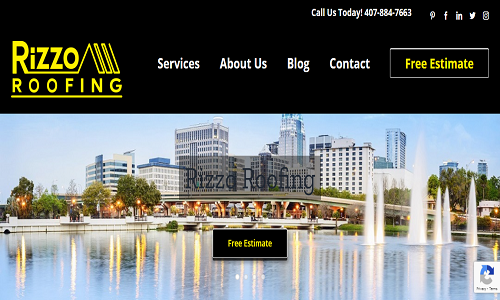 Call Us Today! 407-884-7663
RIZZO
ROOFING
Services About Us Blog Contact Free Estimate
Rizzo Roofing
Free Estimate
Privacy - Terms